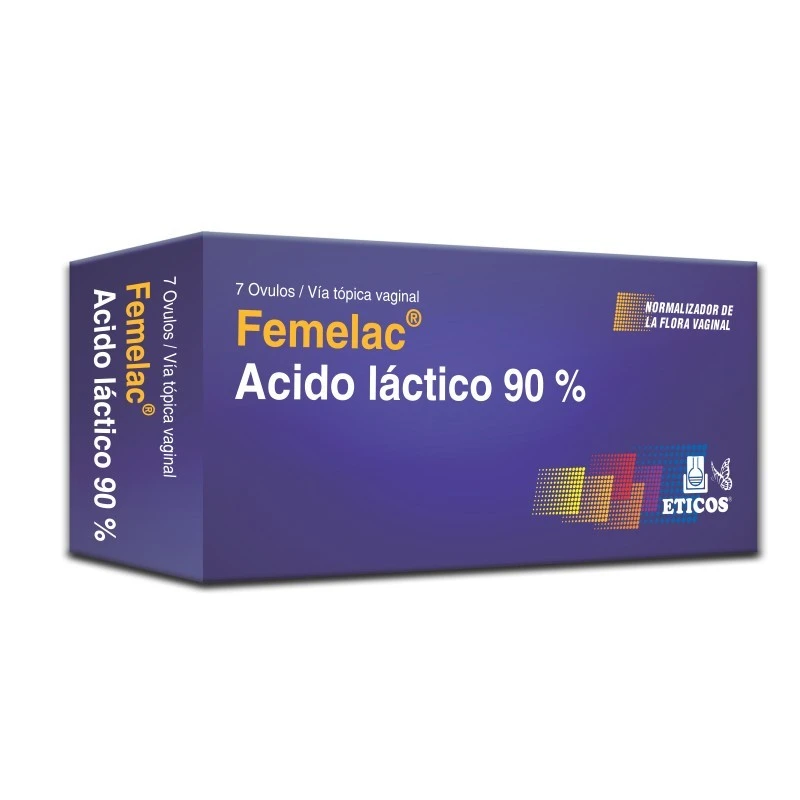 7 Ovulos / Vía tópica vaginal
Femelac®
Acido láctico 90 %
7 Ovulos / Vía tópica vaginal
Femelac®
Acido láctico 90 %
NORMALIZADOR DE
LA FLORA VAGINAL
ETICOS®